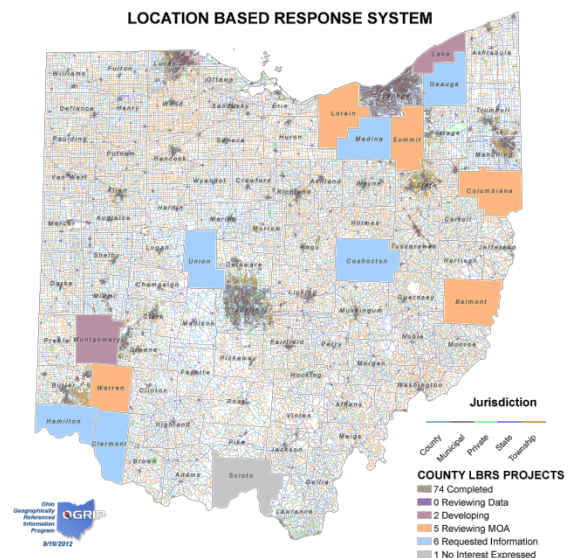 LOCATION BASED RESPONSE SYSTEM
Lake
Ashtabula
Williams
Fulton
Lucas
Ottawa
Geauga
Defiance
Henry
Wood
Sandusky
Erie
Lorain
Trumbull
Huron
Medina
Summit
Portage
Paulding
Seneca
Mahoning
Putnam
Hancock
Van Wert
Allen
Wyandot
Crawford
Richland
Ashland
Wayne
Stark
Columbiana
Hardin
Mercer
Auglaize
Marion
Morrow
Holmes
Carroll
Logan
Knox
Tuscarawas
Jefferson
Shelby
Union
Delaware
Coshocton
Harrison
Darke
Champaign
Licking
Miami
Muskingum
Guernsey
Belmont
Clark
Madison
Preble
Montgomery
Greene
Fairfield
Perry
Noble
Monroe
Pickaway
Morgan
Fayette
Hocking
Butler
Warren
Clinton
Washington
Ross
Athens
Hamilton
Clermont
Highland
Vinton
Meigs
Pike
Jackson
Brown
Adams
Scioto
Gallia
Lawrence
Jurisdiction
County
Municipal
Private
State
Township
COUNTY LBRS PROJECTS
74 Completed
0 Reviewing Data
2 Developing
5 Reviewing MOA
6 Requested Information
1 No Interest Expressed
Ohio
Geographically
Referenced
Information
Program
OGRIP
9/19/2012